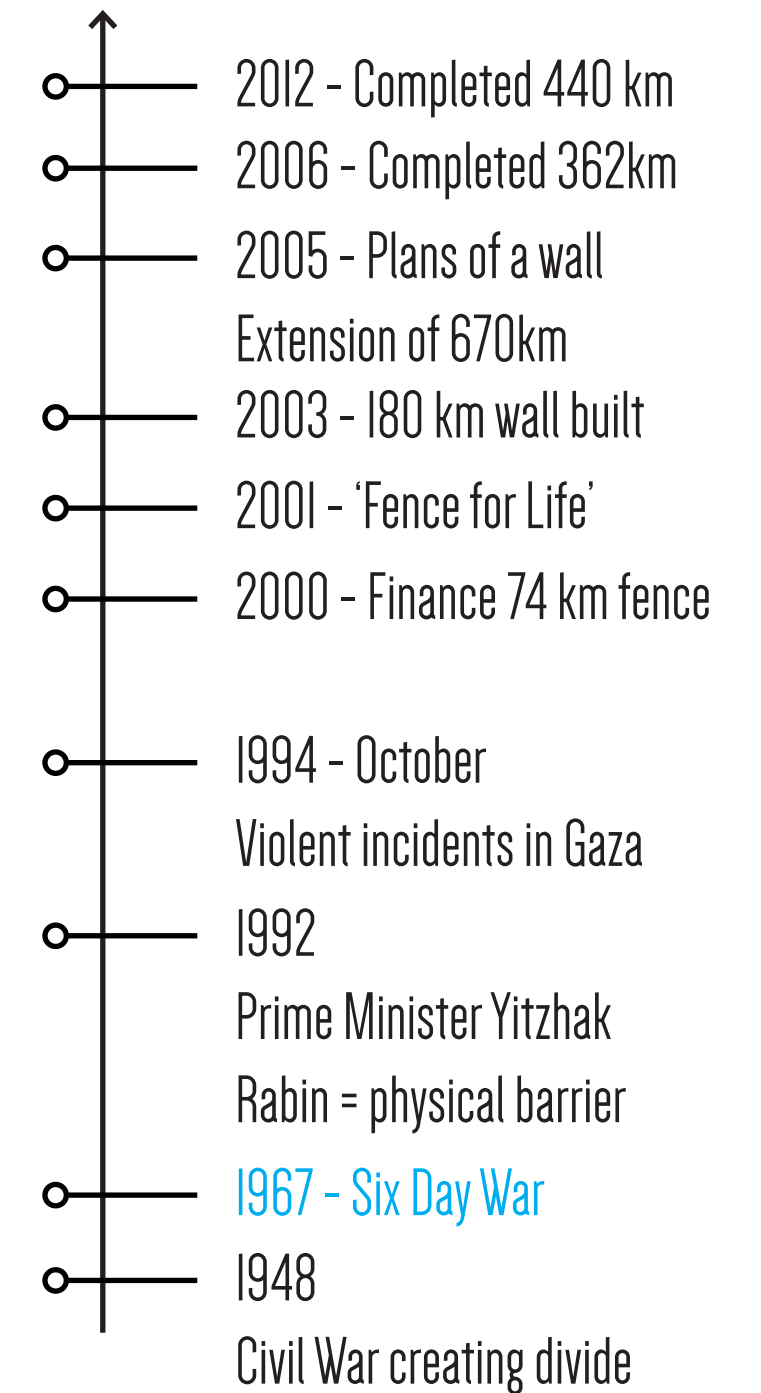 2012 - Completed 440 km
2006 - Completed 362km
2005 - Plans of a wall
Extension of 670km
2003 - 180 km wall built
2001 - ‘Fence for Life’
2000 - Finance 74 km fence
1994 - October
Violent incidents in Gaza
1992
Prime Minister Yitzhak
Rabin = physical barrier
1967 - Six Day War
1948
Civil War creating divide